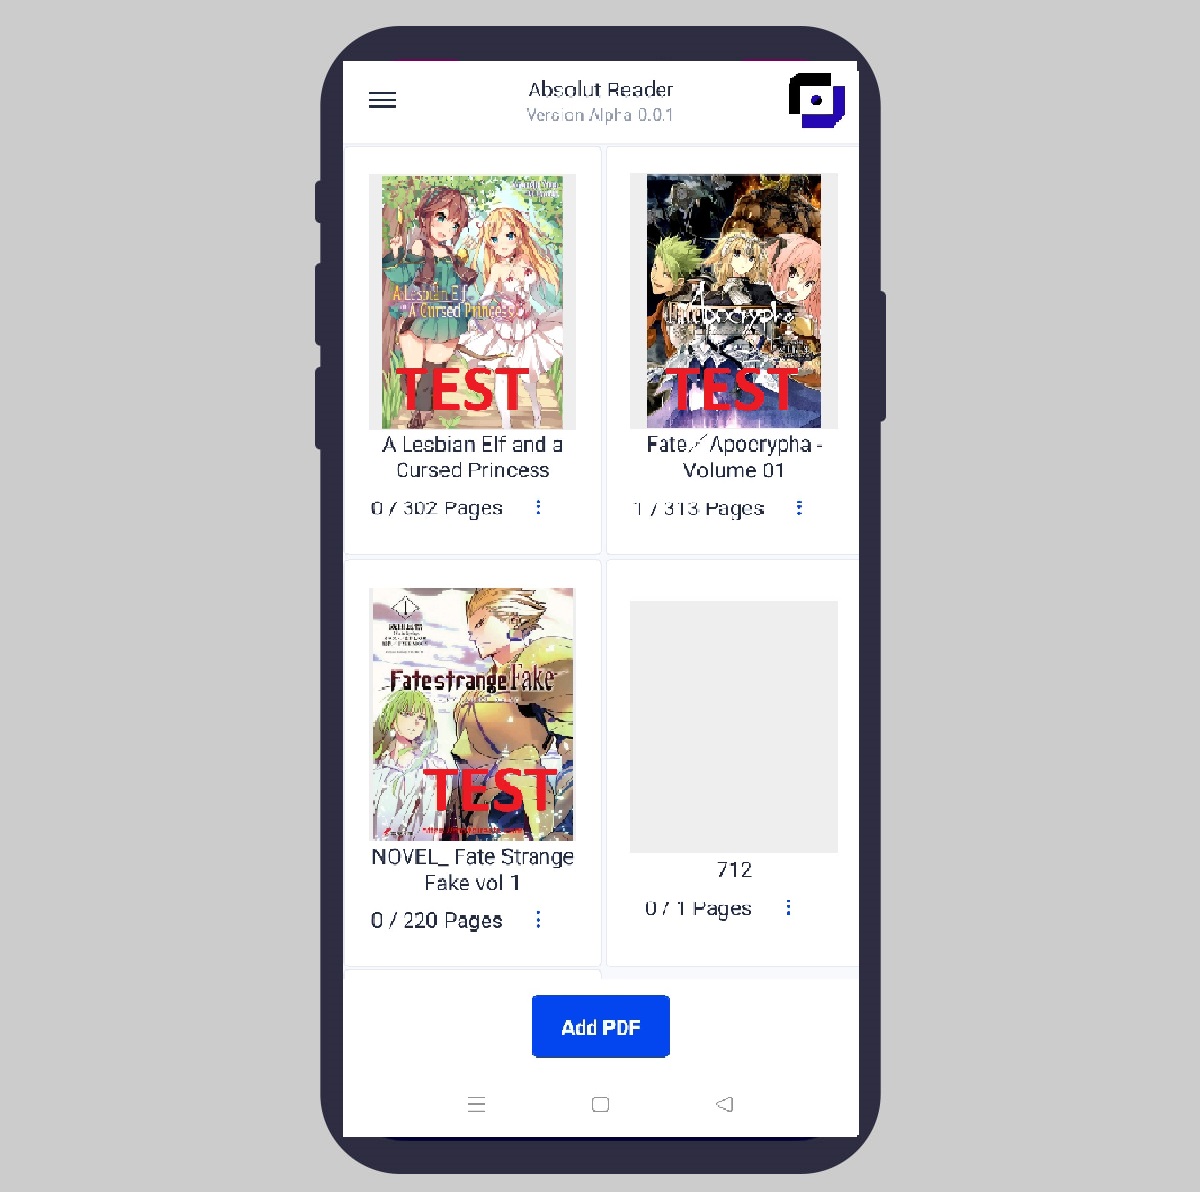 Absolut Reader
Version Alpha 0.0.1
A Lesbian Elf
A Cursed Princess
TEST
A Lesbian Elf and a
Cursed Princess
0 / 302 Pages
Apocrypha
TEST
Fate／Apocrypha -
Volume 01
1 / 313 Pages
Fate strange Fake
TEST
NOVEL_ Fate Strange
Fake vol 1
0 / 220 Pages
712
0 / 1 Pages
Add PDF